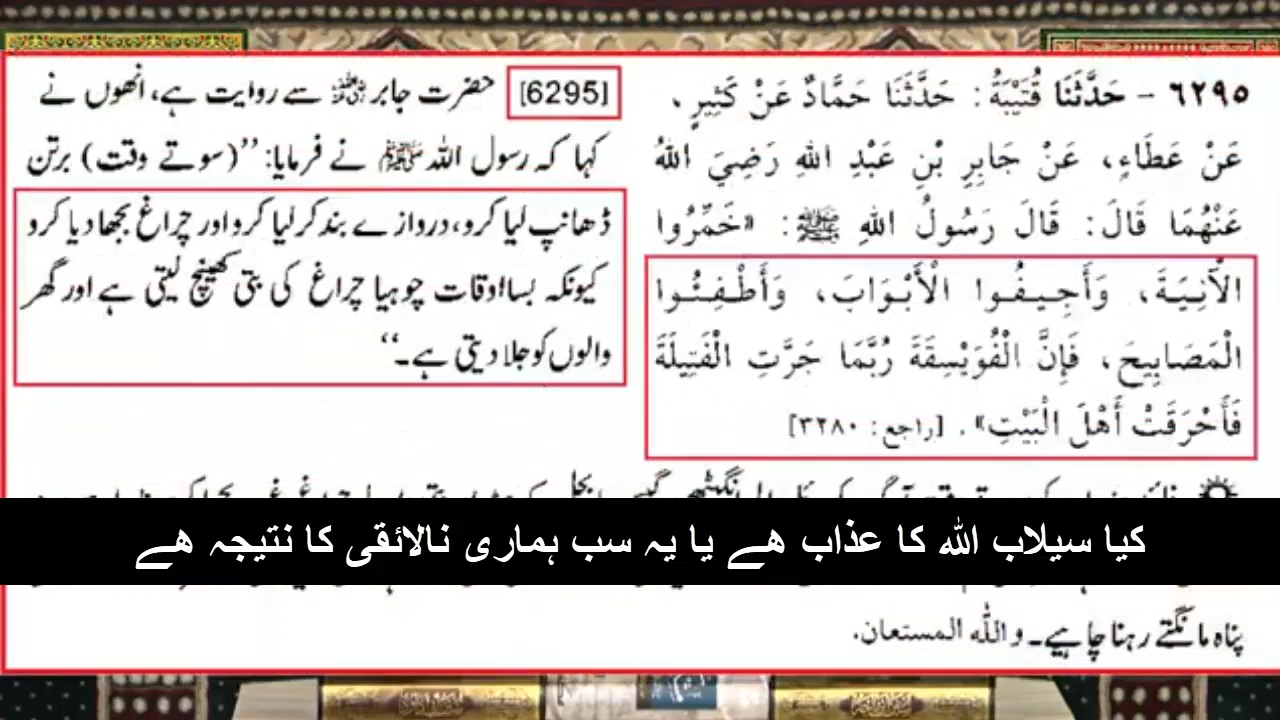 ٦٢٩٥ - حَدَّثَنَا قُتَيْبَةُ: حَدَّثَنَا حَمَّادٌ عَنْ كَثِيرٍ،
عَنْ عَطَاءٍ، عَنْ جَابِرِ بْنِ عَبْدِ اللهِ رَضِيَ اللهُ
عَنْهُمَا قَالَ: قَالَ رَسُولُ اللهِ ﷺ: «خَمِّرُوا
الْآنِيَةَ، وَأَجِيفُوا الْأَبْوَابَ، وَأَطْفِئُوا
الْمَصَابِيحَ، فَإِنَّ الْفُوَيْسِقَةَ رُبَّمَا جَرَّتِ الْفَتِيلَةَ
فَأَحْرَقَتْ أَهْلَ الْبَيْتِ». [راجع: ٣٢٨٠]
[6295] حضرت جابر ؓ سے روایت ہے، انھوں نے
کہا کہ رسول اللہ ﷺ نے فرمایا: ”(سوتے وقت) برتن
ڈھانپ لیا کرو، دروازے بند کر لیا کرو اور چراغ بجھا دیا کرو
کیونکہ بسا اوقات چوہیا چراغ کی بتی کھینچ لیتی ہے اور گھر
والوں کو جلا دیتی ہے۔“
کیا سیلاب اللہ کا عذاب ھے یا یہ سب ہماری نالائقی کا نتیجہ ھے
پناہ مانگتے رہنا چاہیے۔ واللّٰہ المستعان.